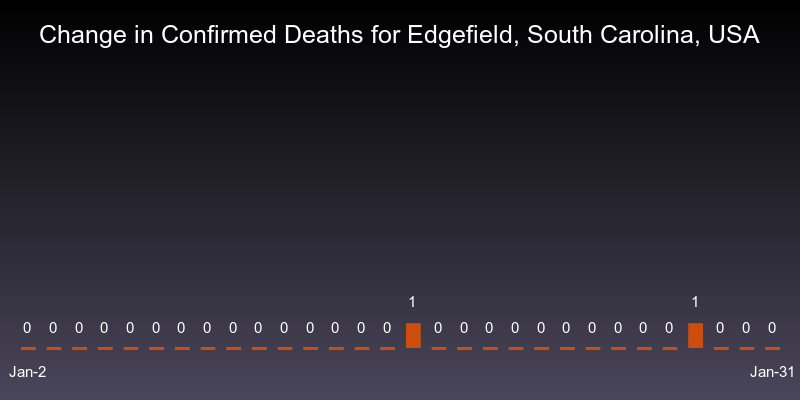 Change in Confirmed Deaths for Edgefield, South Carolina, USA
1 1
0 0 0 0 0 0 0 0 0 0 0 0 0 0 0 0 0 0 0 0 0 0 0 0 0 0 0 0
Jan-2 Jan-31